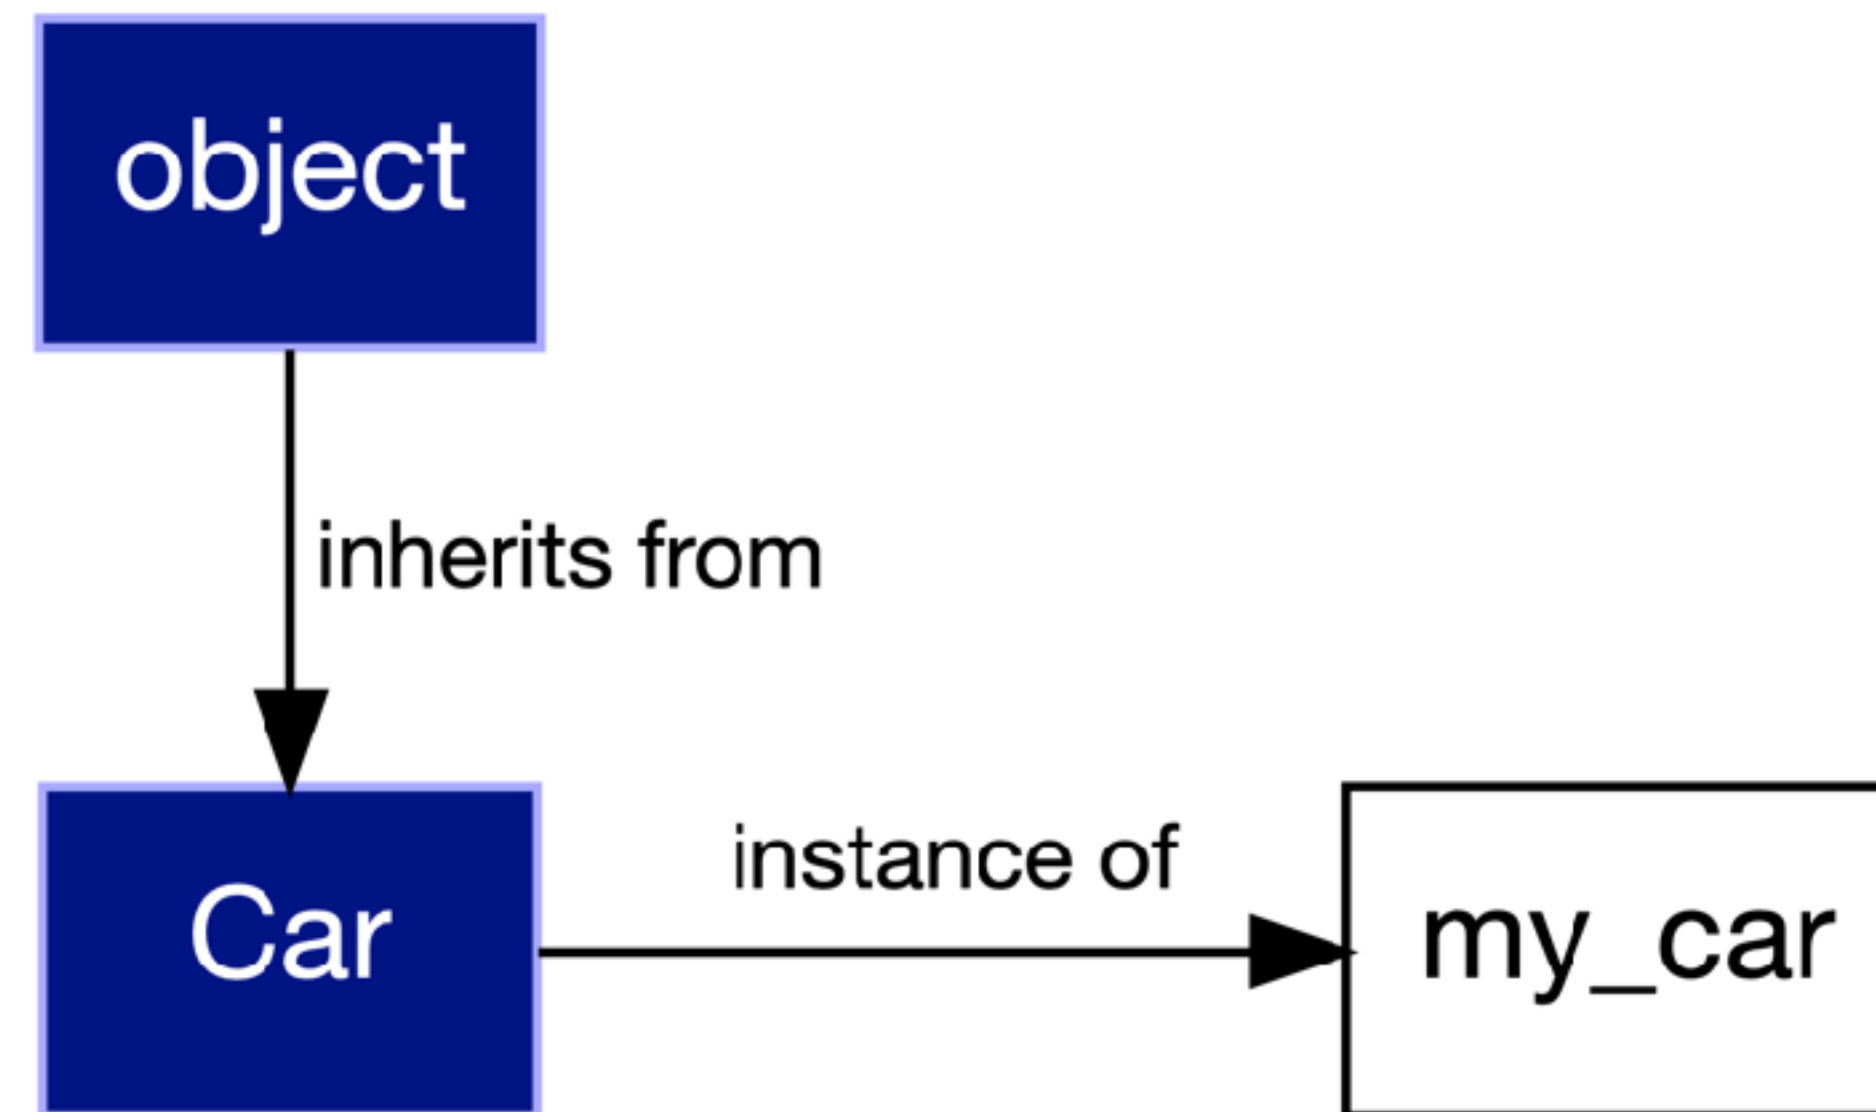 object
inherits from
instance of
Car
my_car